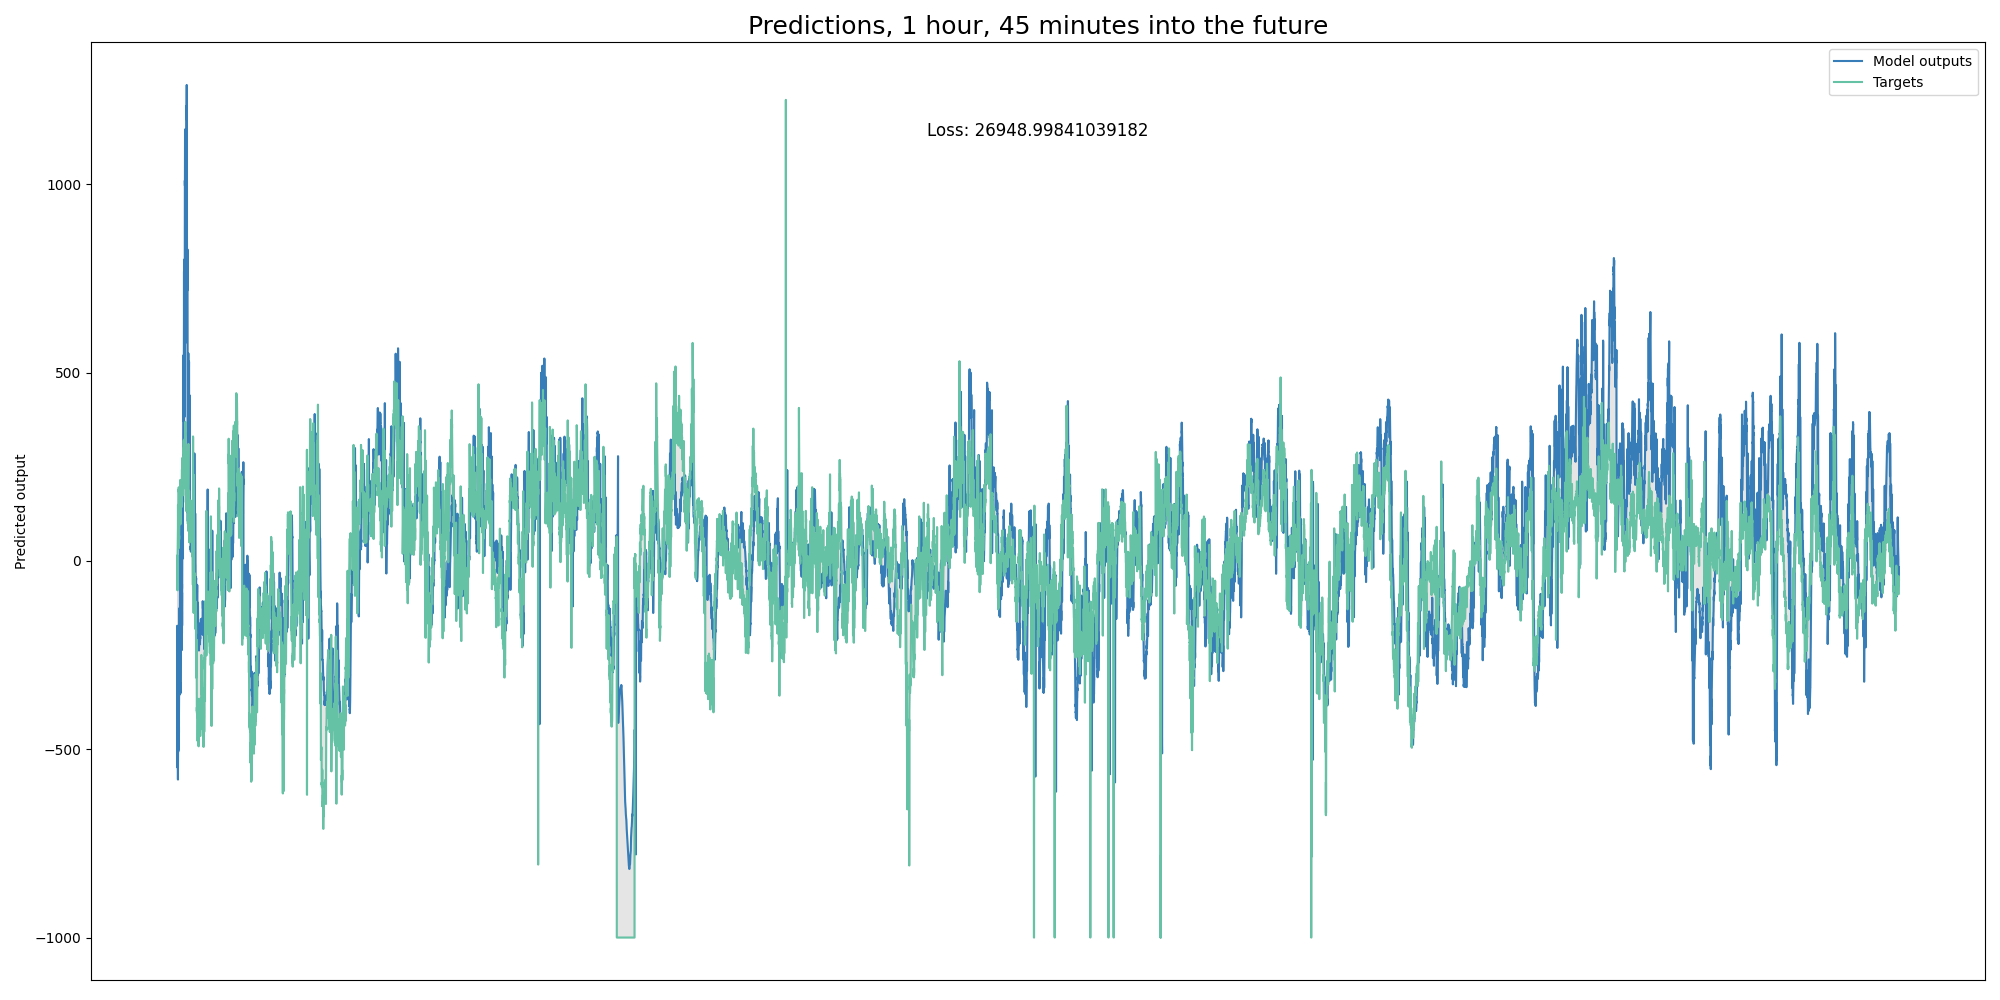 Predictions, 1 hour, 45 minutes into the future
Model outputs
Targets
Loss: 26948.99841039182
1000
500
0
−500
−1000
Predicted output